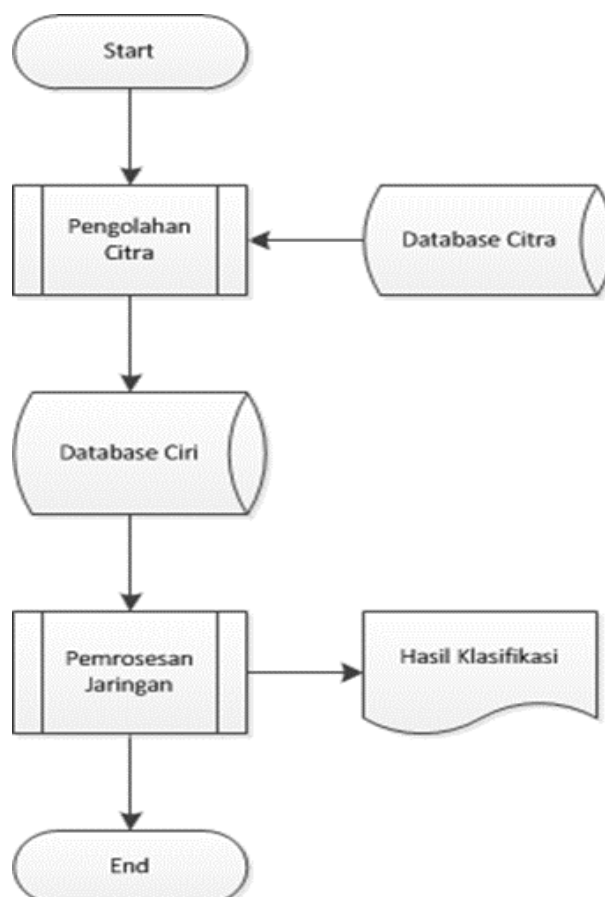 Start
Pengolahan
Citra
Database Citra
Database Ciri
Pemrosesan
Jaringan
Hasil Klasifikasi
End